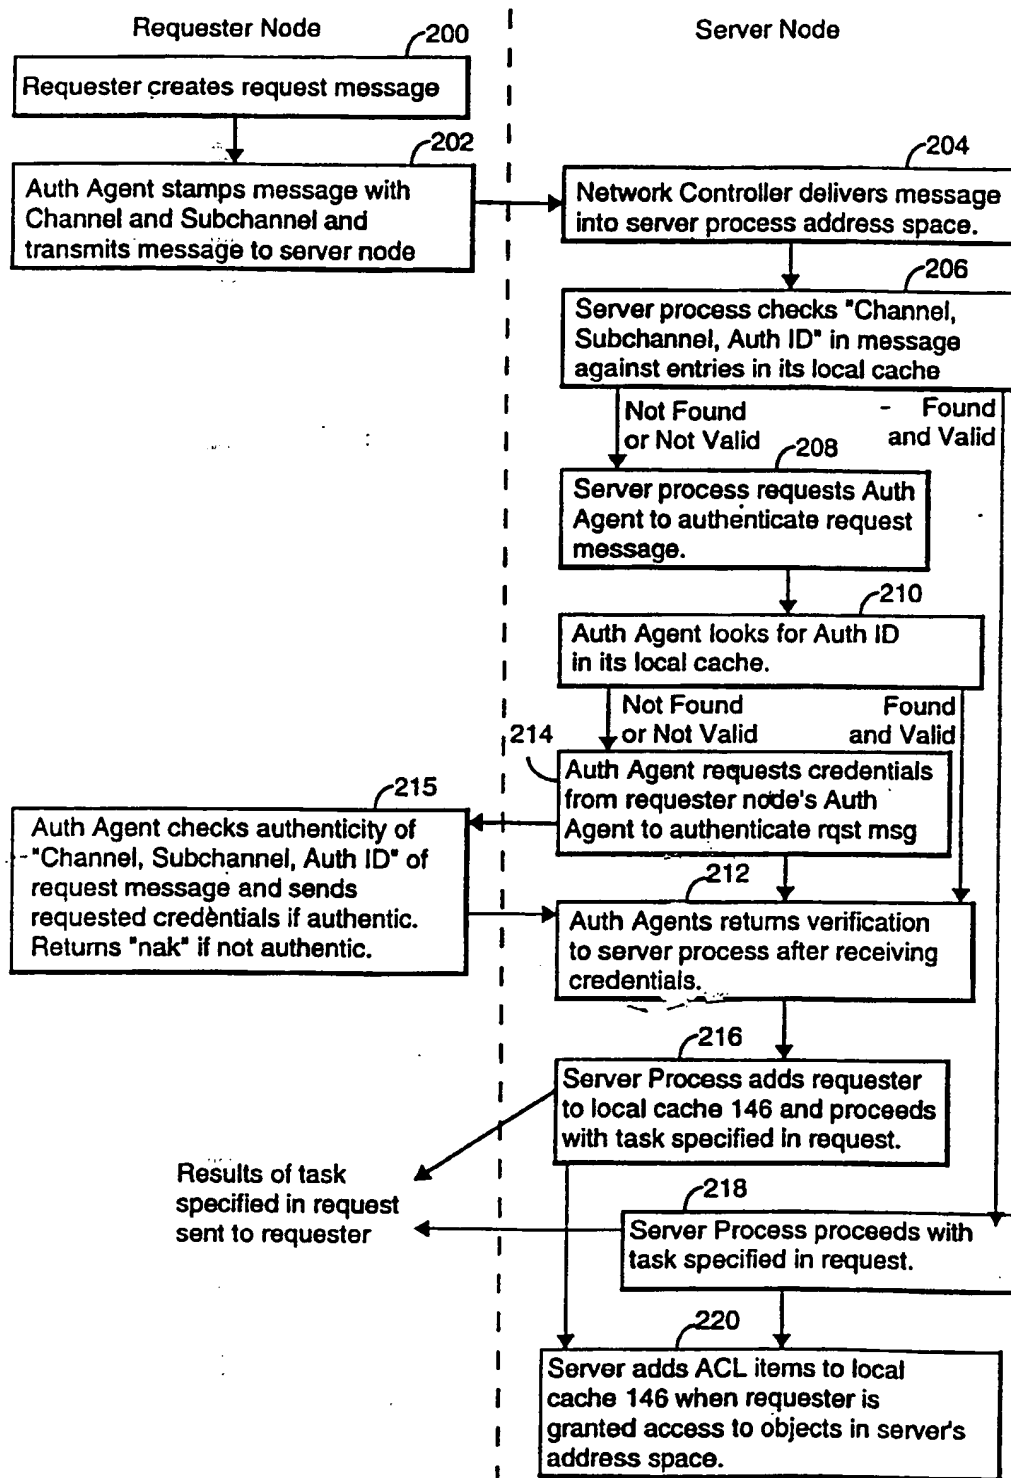 Requester Node
Server Node
200
Requester creates request message
202
Auth Agent stamps message with
Channel and Subchannel and
transmits message to server node
204
Network Controller delivers message
into server process address space.
206
Server process checks "Channel,
Subchannel, Auth ID" in message
against entries in its local cache
Not Found
or Not Valid
Found
and Valid
208
Server process requests Auth
Agent to authenticate request
message.
210
Auth Agent looks for Auth ID
in its local cache.
Not Found
or Not Valid
Found
and Valid
214
Auth Agent requests credentials
from requester node's Auth
Agent to authenticate rqst msg
215
Auth Agent checks authenticity of
"Channel, Subchannel, Auth ID" of
request message and sends
requested credentials if authentic.
Returns "nak" if not authentic.
212
Auth Agents returns verification
to server process after receiving
credentials.
216
Server Process adds requester
to local cache 146 and proceeds
with task specified in request.
Results of task
specified in request
sent to requester
218
Server Process proceeds with
task specified in request.
220
Server adds ACL items to local
cache 146 when requester is
granted access to objects in server's
address space.